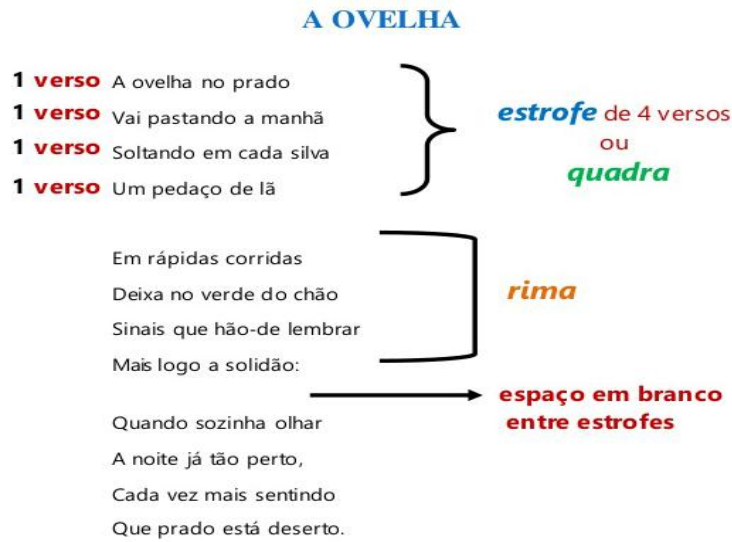 A OVELHA
1 verso A ovelha no prado
1 verso Vai pastando a manhã
1 verso Soltando em cada silva
1 verso Um pedaço de lã
estrofe de 4 versos
ou
quadra
Em rápidas corridas
Deixa no verde do chão
Sinais que hão-de lembrar
Mais logo a solidão:
rima
espaço em branco
entre estrofes
Quando sozinha olhar
A noite já tão perto,
Cada vez mais sentindo
Que prado está deserto.